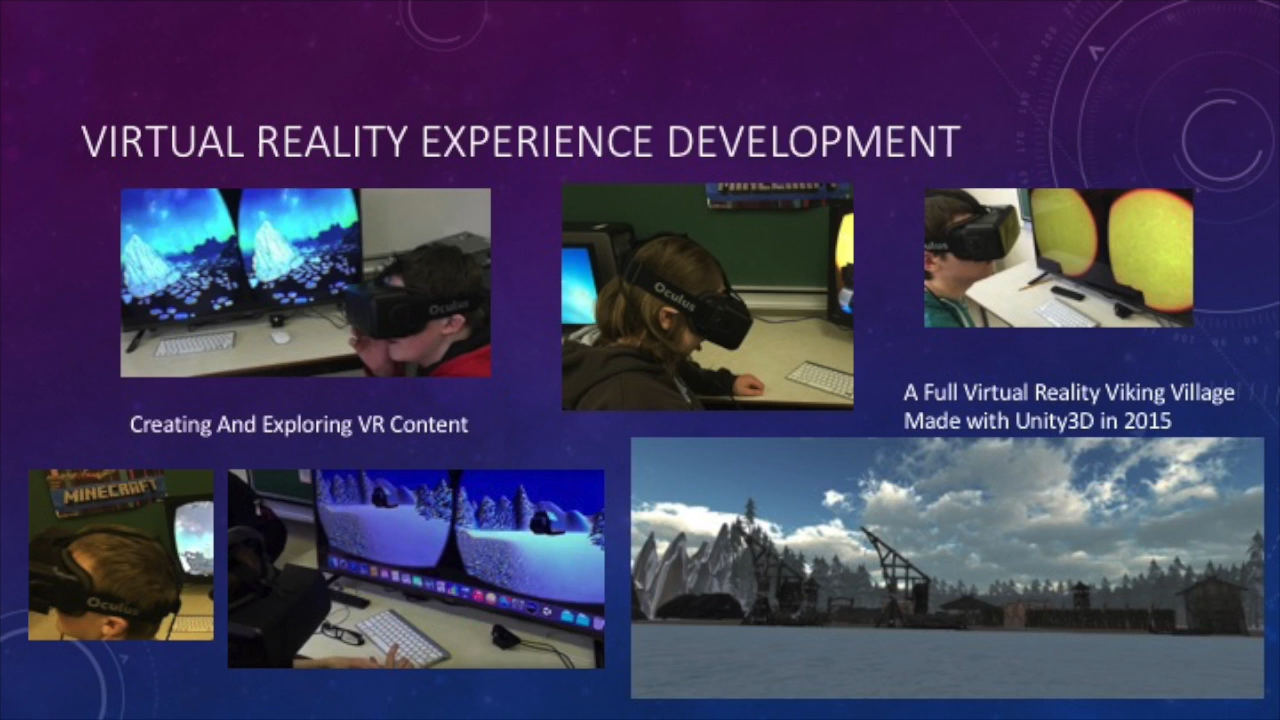 VIRTUAL REALITY EXPERIENCE DEVELOPMENT
MINECRAFT
Oculus
Oculus
Creating And Exploring VR Content
A Full Virtual Reality Viking Village
Made with Unity3D in 2015
MINECRAFT
Oculus